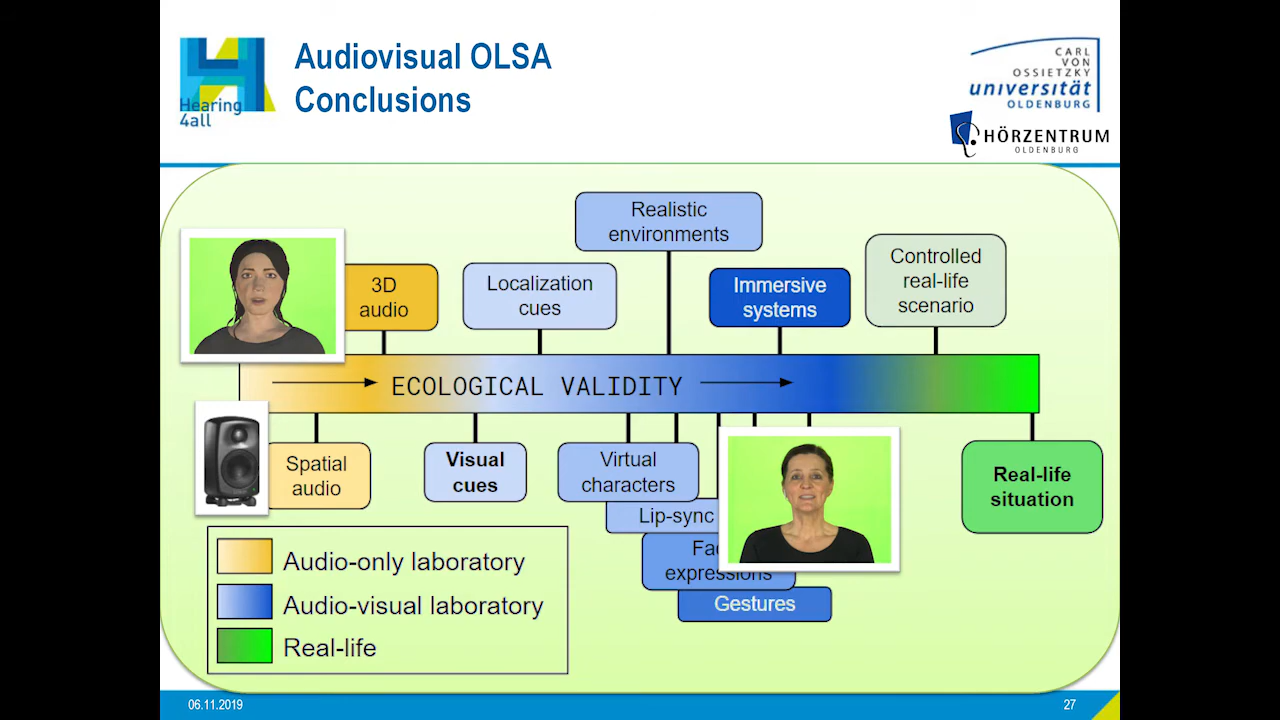 Audiovisual OLSA
Conclusions
Hearing
4all
CARL
VON
OSSIETZKY
universität
OLDENBURG
HÖRZENTRUM
OLDENBURG
Realistic
environments
3D
audio
Localization
cues
Immersive
systems
Controlled
real-life
scenario
ECOLOGICAL VALIDITY
Spatial
audio
Visual
cues
Virtual
characters
Lip-sync
expressions
Gestures
Real-life
situation
Audio-only laboratory
Audio-visual laboratory
Real-life
06.11.2019
27